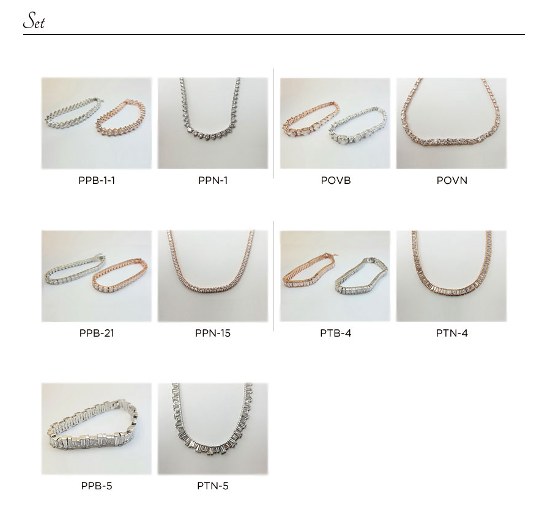 Set
PPB-1-1 PPN-1 POVB POVN
PPB-21 PPN-15 PTB-4 PTN-4
PPB-5 PTN-5